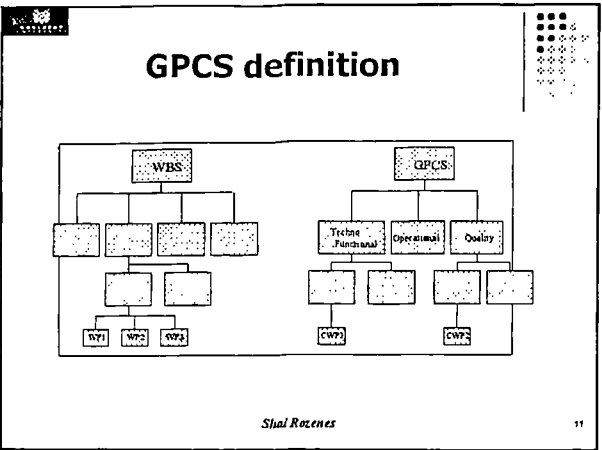 GPCS definition
WBS
GPCS
Techno
Functional
Operational
Quality
WP1
WP2
WP3
CWP1
CWP2
Shai Rozenes
11